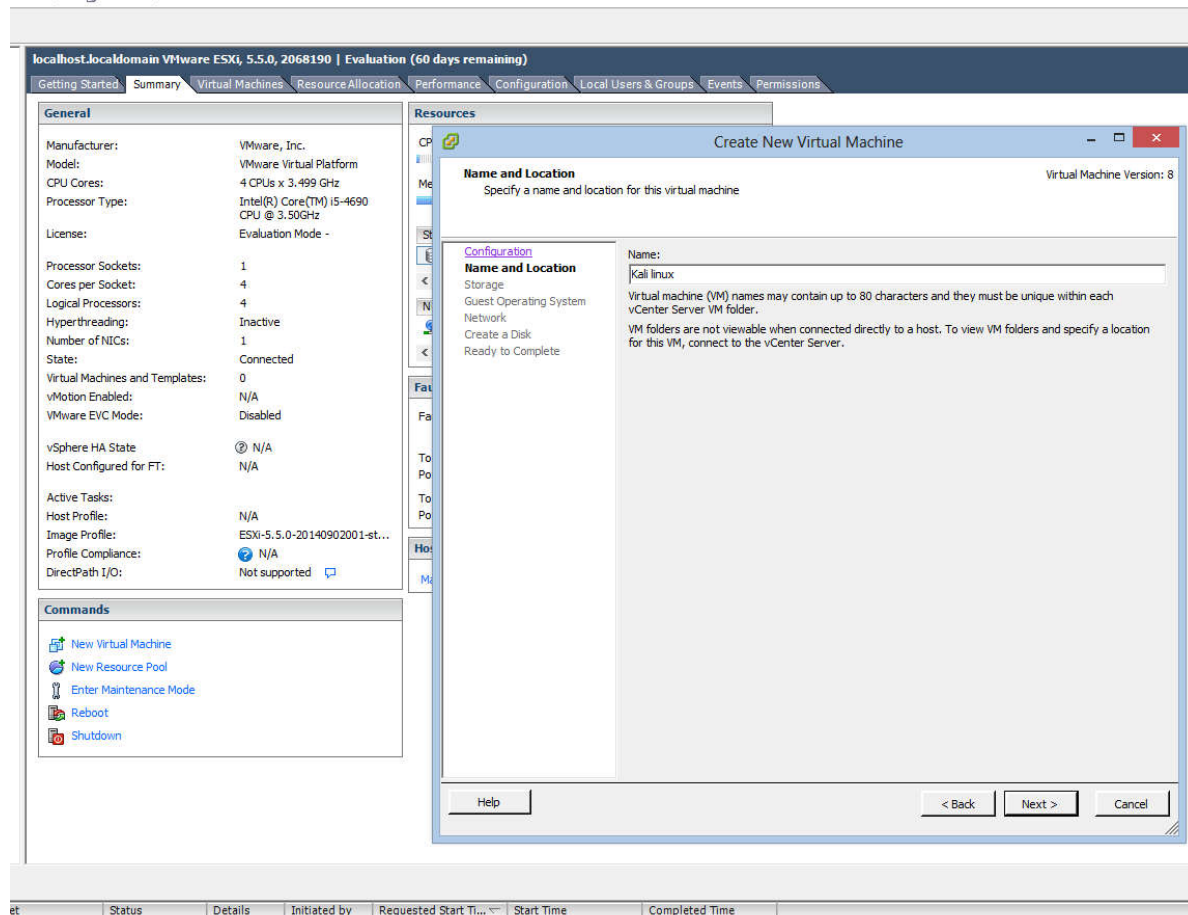 localhost.localdomain VMware ESXi, 5.5.0, 2068190 | Evaluation (60 days remaining)
Getting Started Summary Virtual Machines Resource Allocation Performance Configuration Local Users & Groups Events Permissions
General
Manufacturer: VMware, Inc.
Model: VMware Virtual Platform
CPU Cores: 4 CPUs x 3.499 GHz
Processor Type: Intel(R) Core(TM) i5-4690
CPU @ 3.50GHz
License: Evaluation Mode -
Processor Sockets: 1
Cores per Socket: 4
Logical Processors: 4
Hyperthreading: Inactive
Number of NICs: 1
State: Connected
Virtual Machines and Templates: 0
vMotion Enabled: N/A
VMware EVC Mode: Disabled
vSphere HA State N/A
Host Configured for FT: N/A
Active Tasks:
Host Profile: N/A
Image Profile: ESXi-5.5.0-20140902001-st...
Profile Compliance: N/A
DirectPath I/O: Not supported
Commands
New Virtual Machine
New Resource Pool
Enter Maintenance Mode
Reboot
Shutdown
Resources
Create New Virtual Machine
Name and Location
Specify a name and location for this virtual machine
Virtual Machine Version: 8
Configuration
Name and Location
Storage
Guest Operating System
Network
Create a Disk
Ready to Complete
Name:
Kali linux
Virtual machine (VM) names may contain up to 80 characters and they must be unique within each
vCenter Server VM folder.
VM folders are not viewable when connected directly to a host. To view VM folders and specify a location
for this VM, connect to the vCenter Server.
Help
< Back Next > Cancel
Status Details Initiated by Requested Start Ti... Start Time Completed Time